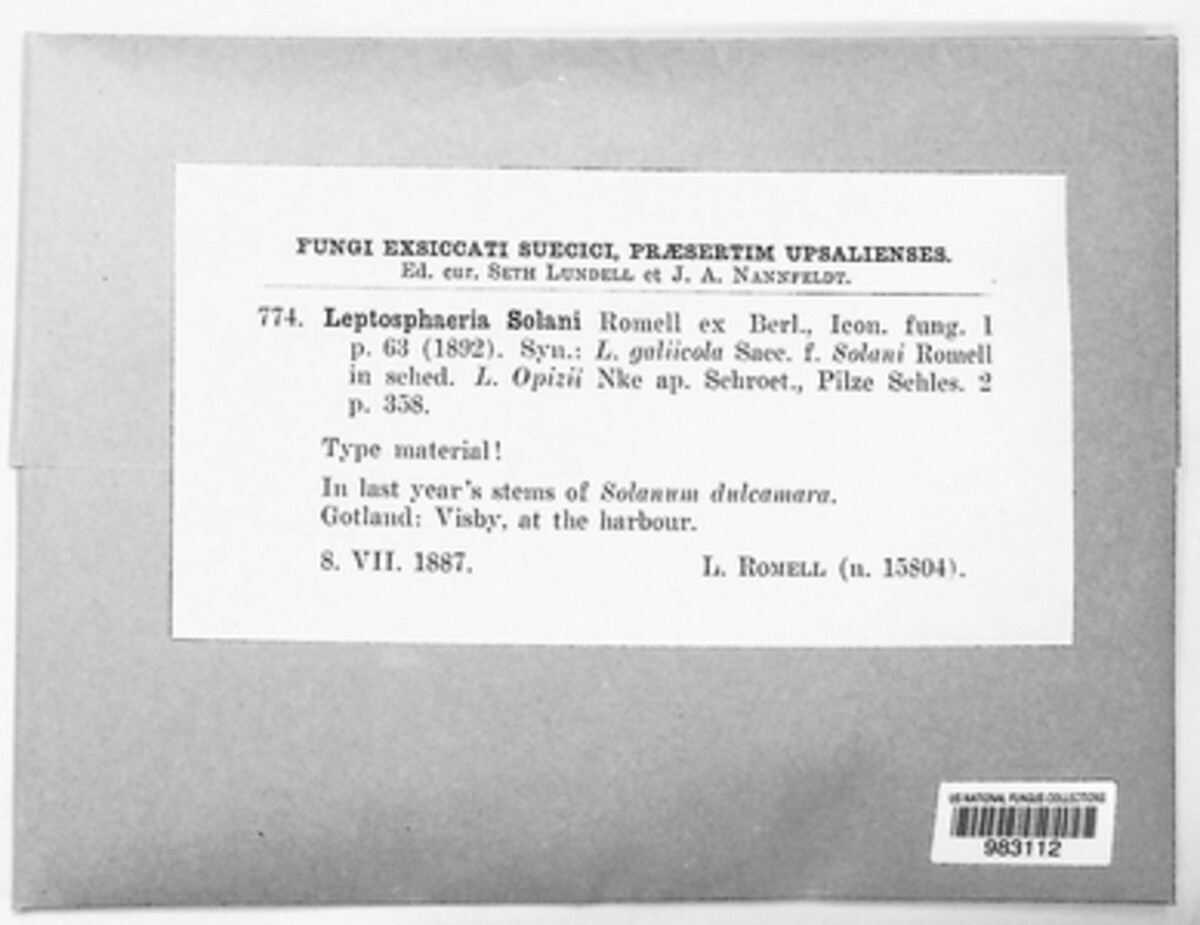 FUNGI EXSICCATI SUECICI, PRÆSERTIM UPSALIENSES.
Ed. cur. SETH LUNDELL et J. A. NANNFELDT.
774. Leptosphaeria Solani Romell ex Berl., Icon. fung. 1
p. 63 (1892). Syn.: L. galiicola Sacc. f. Solani Romell
in sched. L. Opizii Nke ap. Schroet., Pilze Schles. 2
p. 358.
Type material!
In last year's stems of Solanum dulcamara.
Gotland: Visby, at the harbour.
8. VII. 1887. L. ROMELL (n. 15804).
US NATIONAL FUNGUS COLLECTIONS
983112